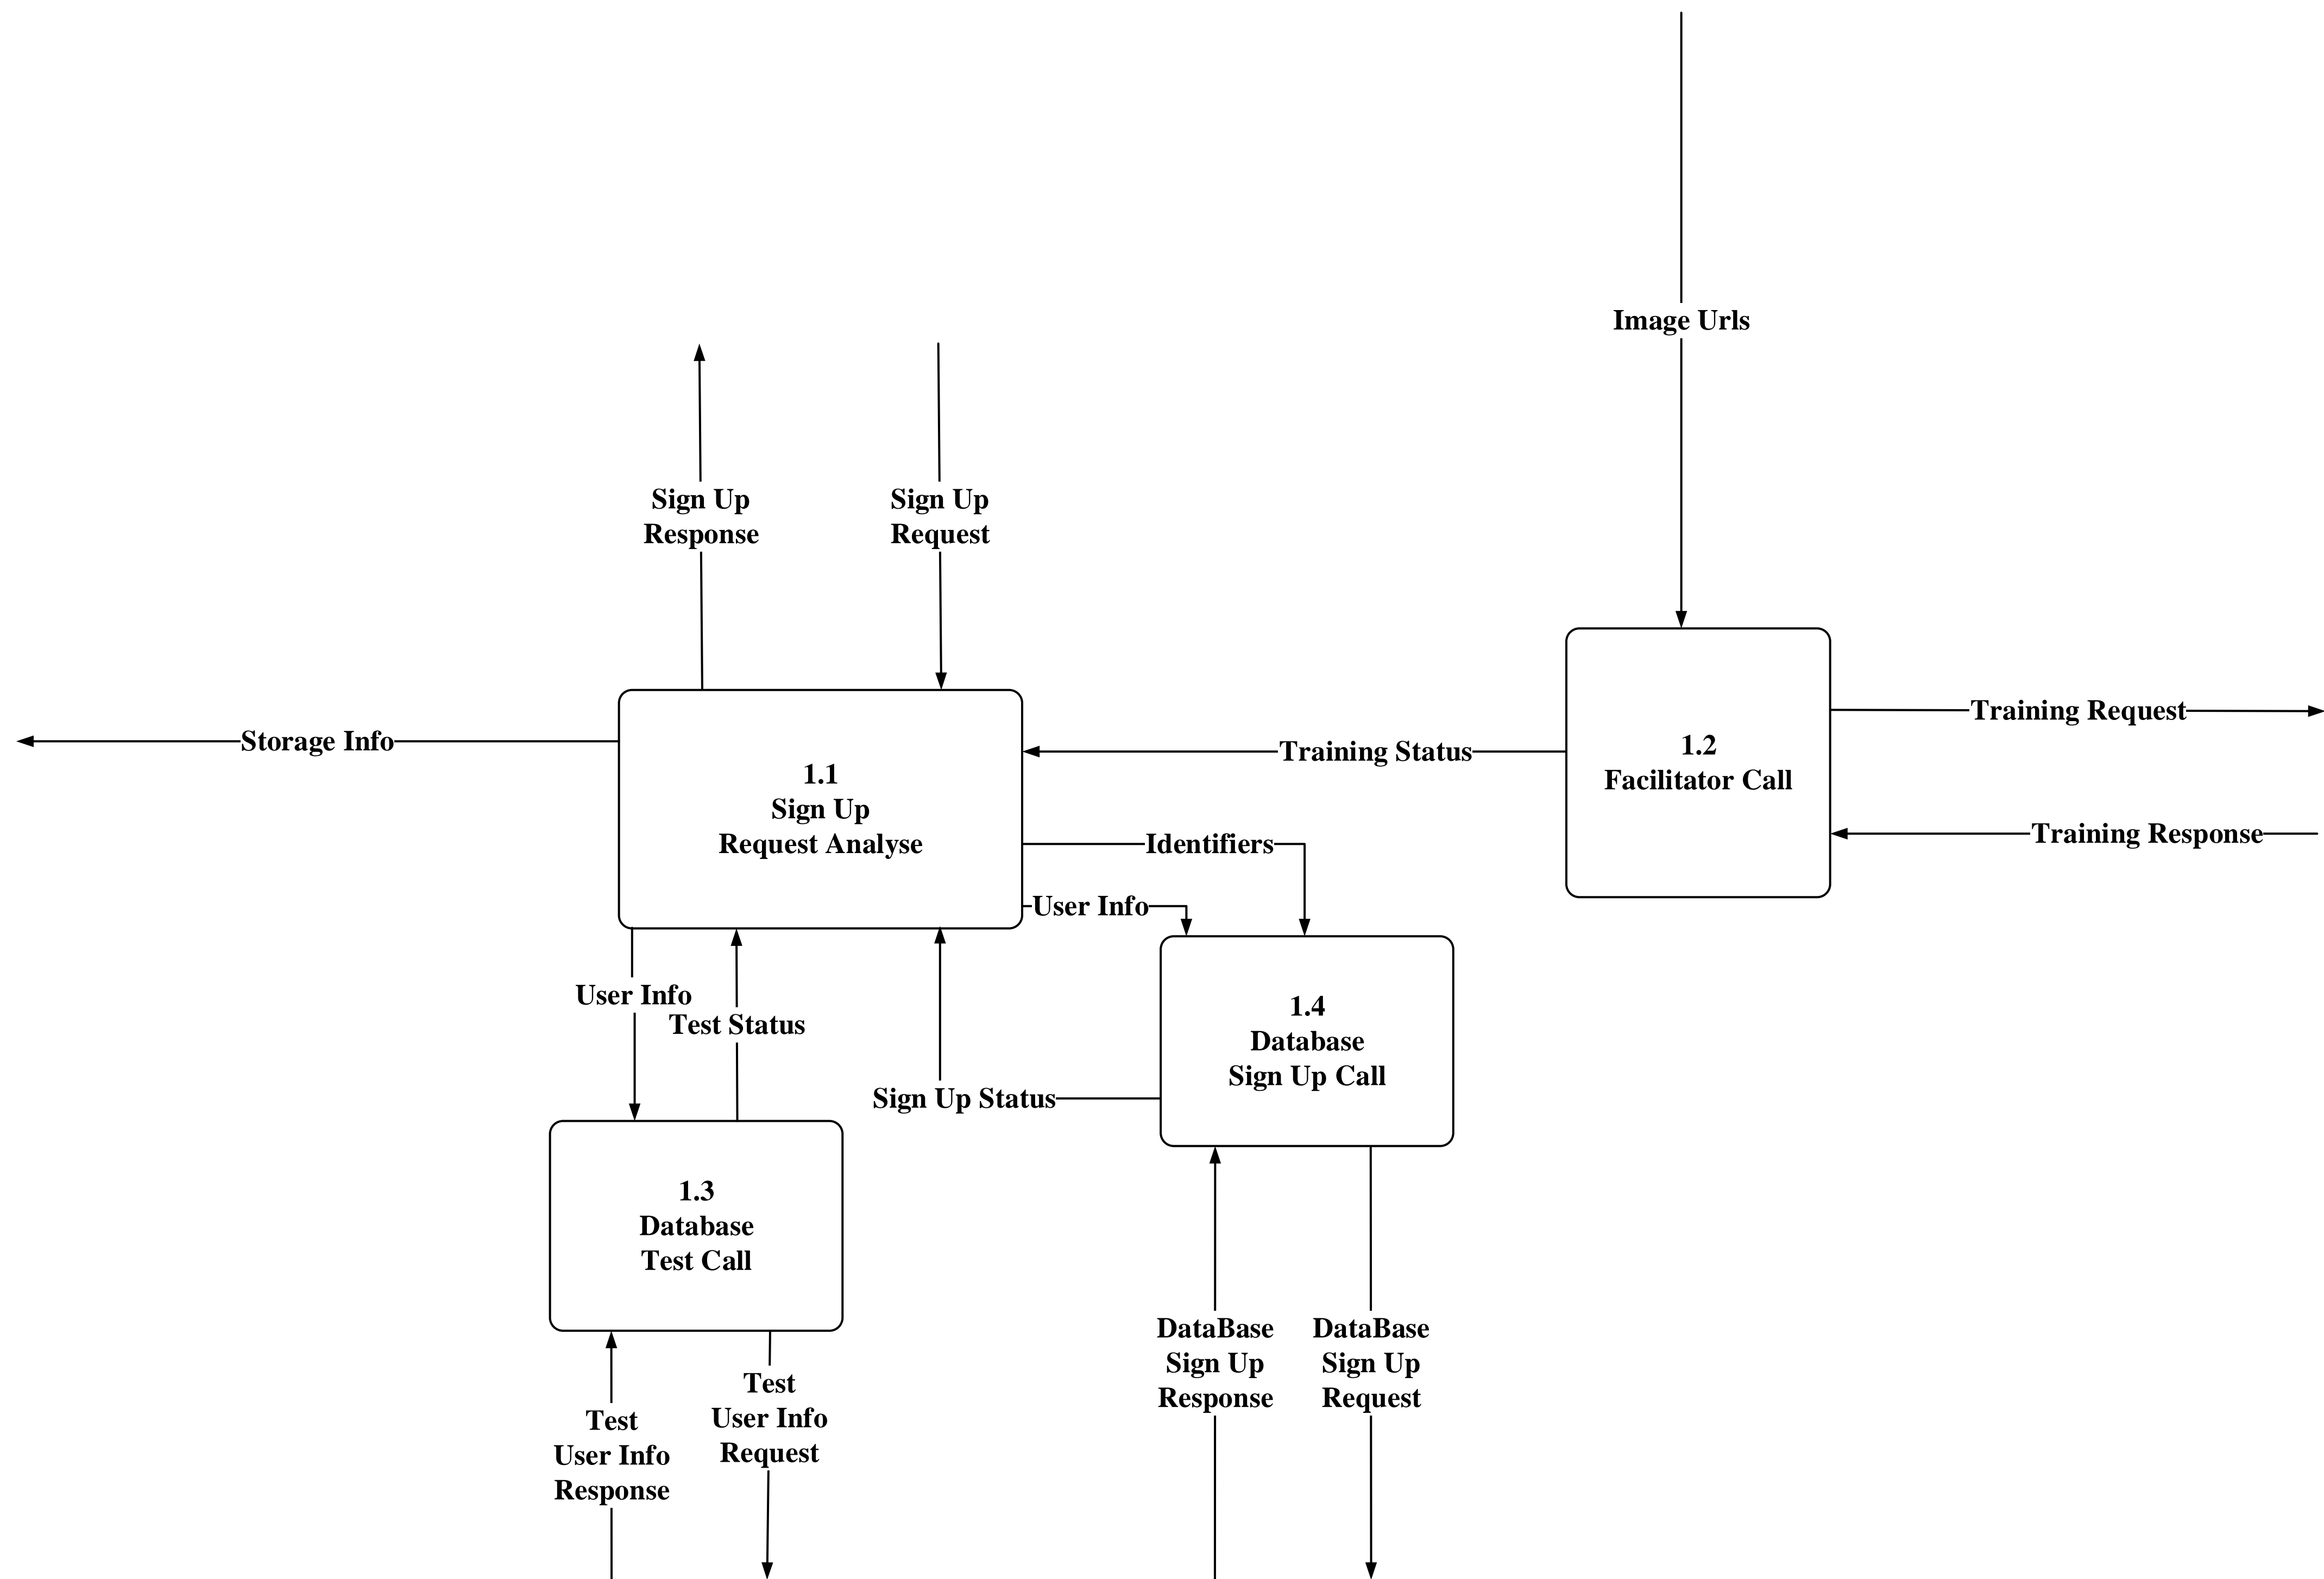 Image Urls
Sign Up
Response
Sign Up
Request
Storage Info
Training Status
Training Request
Training Response
1.1
Sign Up
Request Analyse
1.2
Facilitator Call
Identifiers
User Info
User Info
Test Status
Sign Up Status
1.4
Database
Sign Up Call
1.3
Database
Test Call
Test
User Info
Response
Test
User Info
Request
DataBase
Sign Up
Response
DataBase
Sign Up
Request